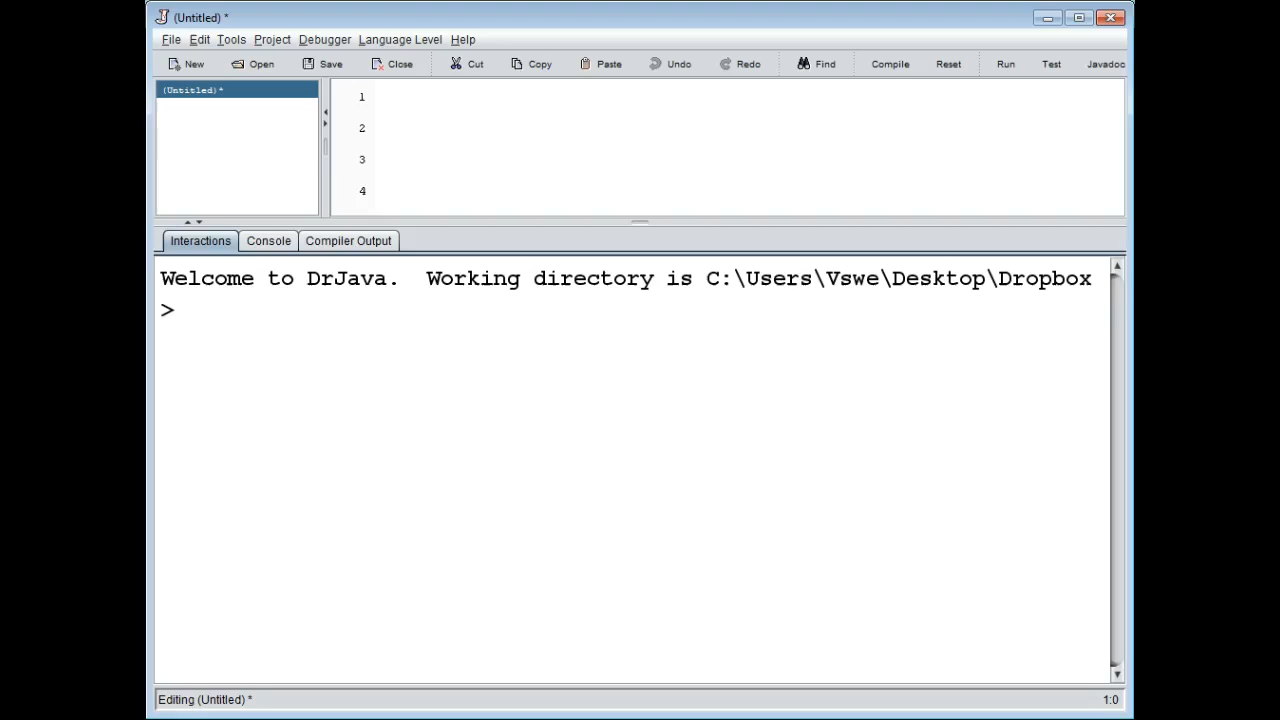 (Untitled) *
File Edit Tools Project Debugger Language Level Help
New Open Save Close Cut Copy Paste Undo Redo Find Compile Reset Run Test Javadoc
(Untitled)*
1
2
3
4
Interactions Console Compiler Output
Welcome to DrJava.  Working directory is C:\Users\Vswe\Desktop\Dropbox
>
Editing (Untitled) * 1:0